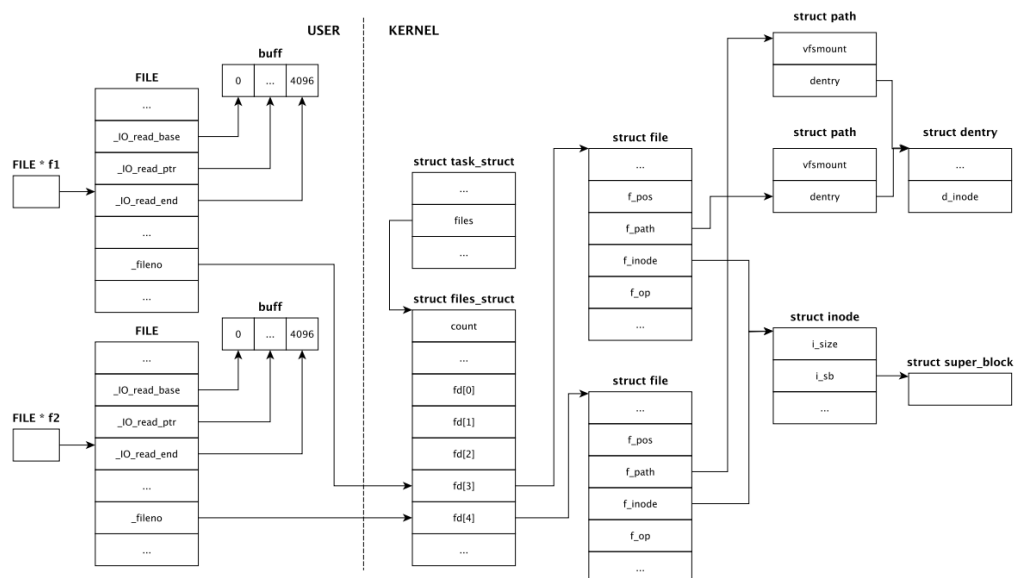 USER
KERNEL
buff
0
...
4096
FILE
...
_IO_read_base
_IO_read_ptr
_IO_read_end
...
_fileno
...
FILE * f1
buff
0
...
4096
FILE
...
_IO_read_base
_IO_read_ptr
_IO_read_end
...
_fileno
...
FILE * f2
struct task_struct
...
files
...
struct files_struct
count
...
fd[0]
fd[1]
fd[2]
fd[3]
fd[4]
...
struct file
...
f_pos
f_path
f_inode
f_op
...
struct file
...
f_pos
f_path
f_inode
f_op
...
struct path
vfsmount
dentry
struct path
vfsmount
dentry
struct dentry
...
d_inode
struct inode
i_size
i_sb
...
struct super_block